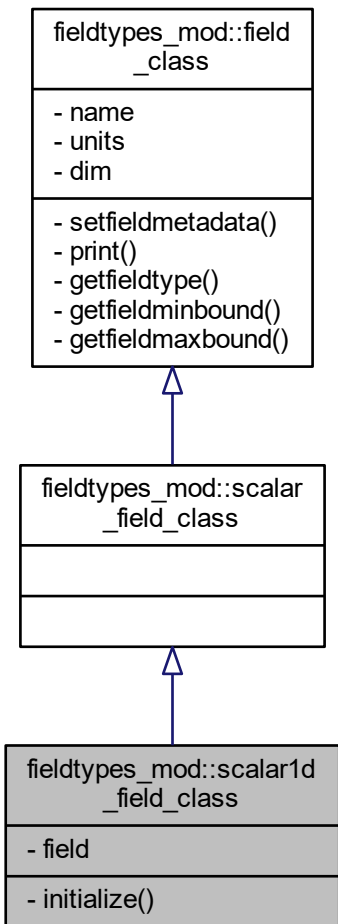 fieldtypes_mod::field
_class
- name
- units
- dim
- setfieldmetadata()
- print()
- getfieldtype()
- getfieldminbound()
- getfieldmaxbound()
fieldtypes_mod::scalar
_field_class
fieldtypes_mod::scalar1d
_field_class
- field
- initialize()